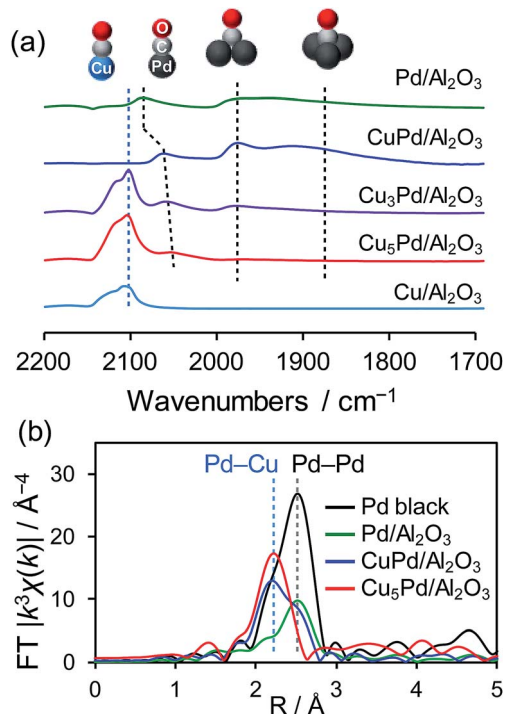 (a)
O
C
Cu
Pd
Pd/Al₂O₃
CuPd/Al₂O₃
Cu₃Pd/Al₂O₃
Cu₅Pd/Al₂O₃
Cu/Al₂O₃
2200 2100 2000 1900 1800 1700
Wavenumbers / cm⁻¹
(b)
Pd–Cu Pd–Pd
FT |k³χ(k)| / Å⁻⁴
30
20
10
0
Pd black
Pd/Al₂O₃
CuPd/Al₂O₃
Cu₅Pd/Al₂O₃
0 1 2 3 4 5
R / Å